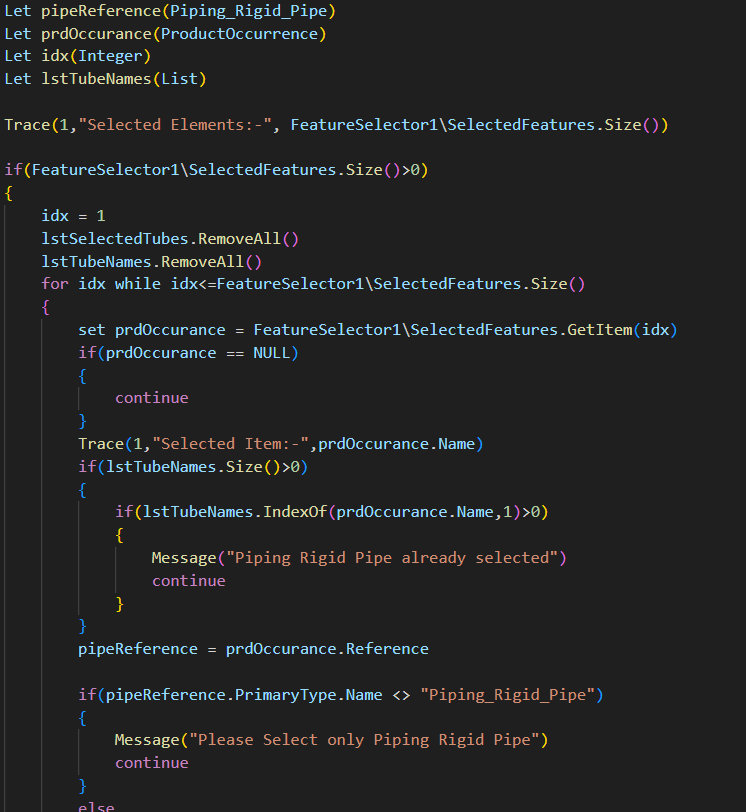 Let pipeReference(Piping_Rigid_Pipe)
Let prdOccurance(ProductOccurrence)
Let idx(Integer)
Let lstTubeNames(List)
Trace(1,"Selected Elements:-", FeatureSelector1\SelectedFeatures.Size())
if(FeatureSelector1\SelectedFeatures.Size()>0)
{
idx = 1
lstSelectedTubes.RemoveAll()
lstTubeNames.RemoveAll()
for idx while idx<=FeatureSelector1\SelectedFeatures.Size()
{
set prdOccurance = FeatureSelector1\SelectedFeatures.GetItem(idx)
if(prdOccurance == NULL)
{
continue
}
Trace(1,"Selected Item:-",prdOccurance.Name)
if(lstTubeNames.Size()>0)
{
if(lstTubeNames.IndexOf(prdOccurance.Name,1)>0)
{
Message("Piping Rigid Pipe already selected")
continue
}
}
pipeReference = prdOccurance.Reference
if(pipeReference.PrimaryType.Name <> "Piping_Rigid_Pipe")
{
Message("Please Select only Piping Rigid Pipe")
continue
}
else